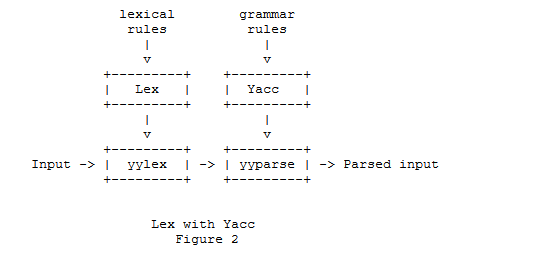 lexical grammar
rules rules
| |
v v
+---------+ +---------+
| Lex | | Yacc |
+---------+ +---------+
| |
v v
+---------+ +---------+
Input -> | yylex | -> | yyparse | -> Parsed input
+---------+ +---------+
Lex with Yacc
Figure 2